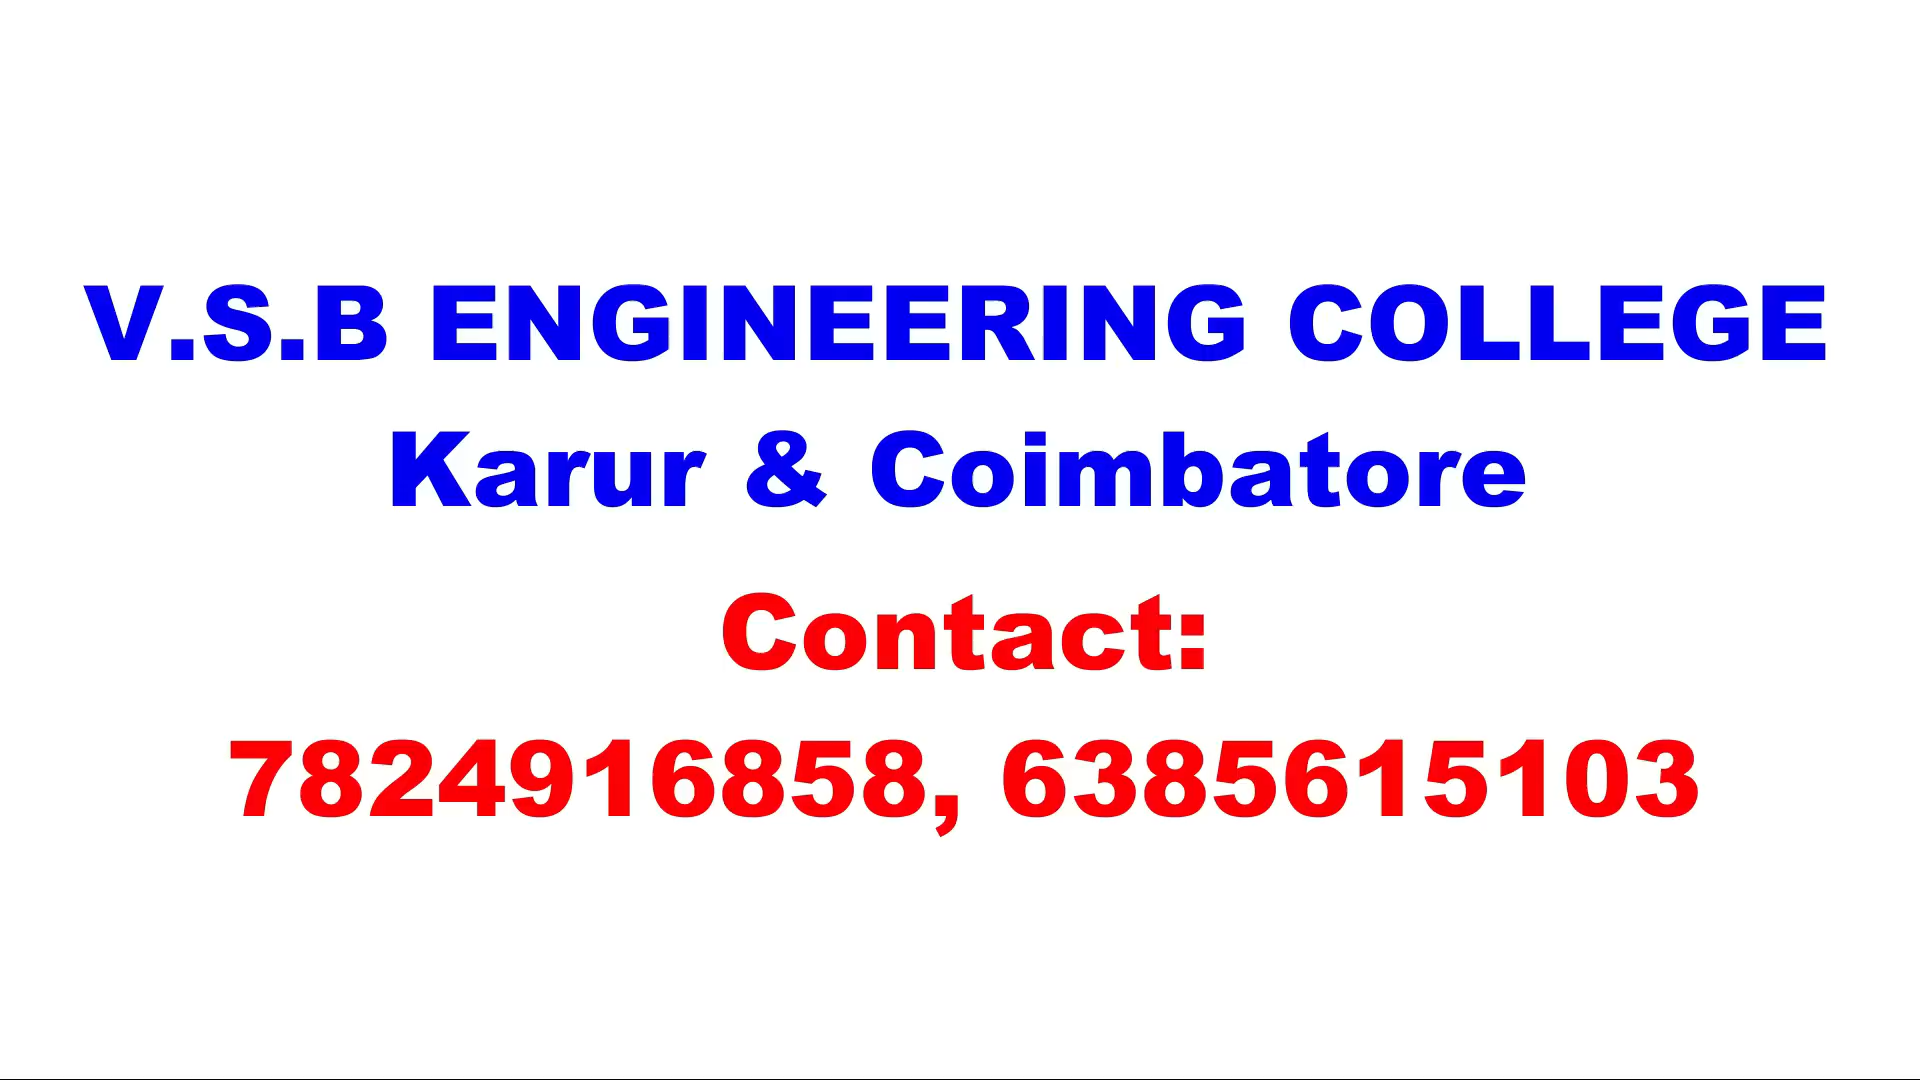 V.S.B ENGINEERING COLLEGE
Karur & Coimbatore
Contact:
7824916858, 6385615103